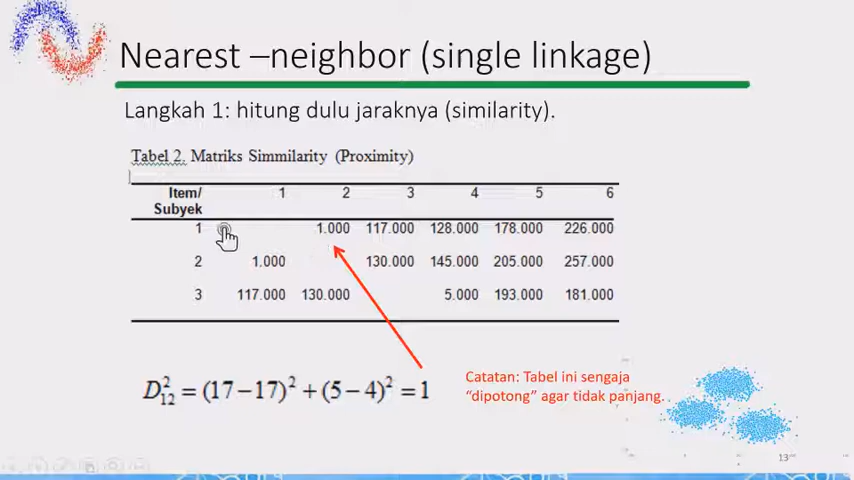 Nearest –neighbor (single linkage)
Langkah 1: hitung dulu jaraknya (similarity).
Tabel 2. Matriks Simmilarity (Proximity)
Item/ Subyek 1 2 3 4 5 6
1 1.000 117.000 128.000 178.000 226.000
2 1.000 130.000 145.000 205.000 257.000
3 117.000 130.000 5.000 193.000 181.000
D²₁₂ = (17−17)² + (5−4)² = 1
Catatan: Tabel ini sengaja
“dipotong” agar tidak panjang.
13